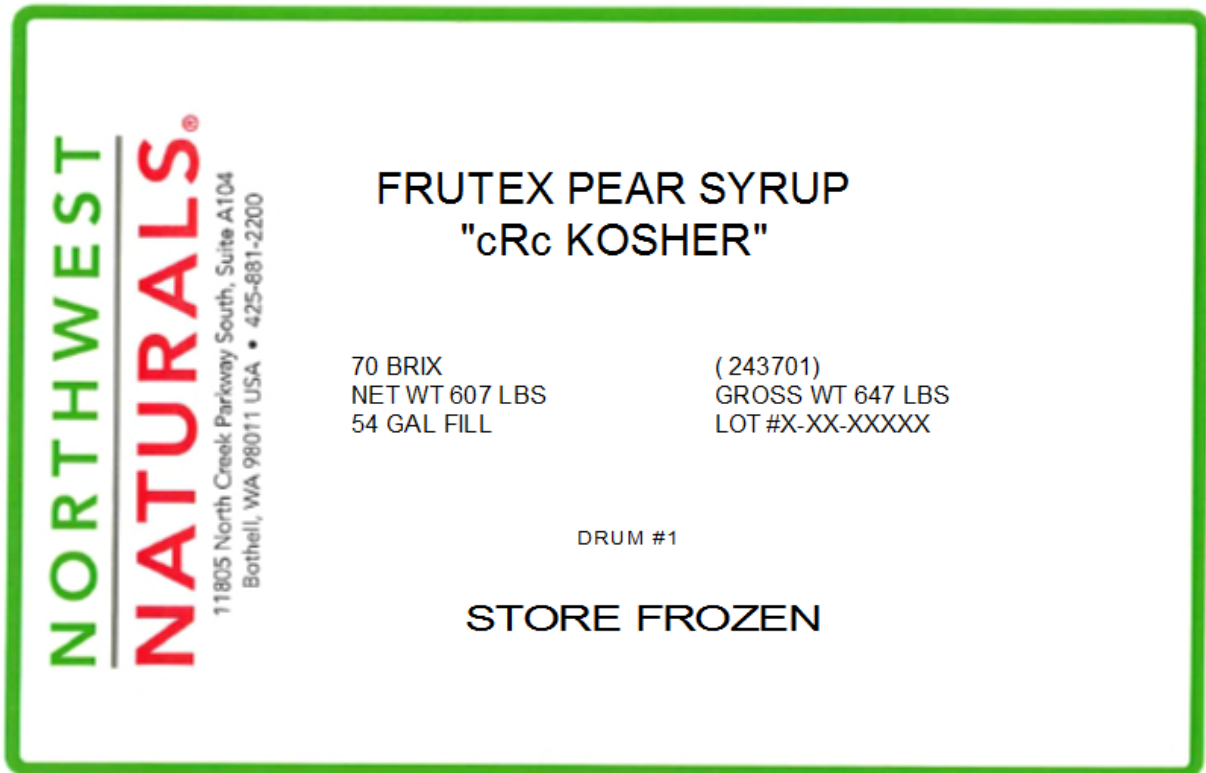 NORTHWEST
NATURALS®
11805 North Creek Parkway South, Suite A104
Bothell, WA 98011 USA • 425-881-2200
FRUTEX PEAR SYRUP
"cRc KOSHER"
70 BRIX
NET WT 607 LBS
54 GAL FILL
( 243701)
GROSS WT 647 LBS
LOT #X-XX-XXXXX
DRUM #1
STORE FROZEN